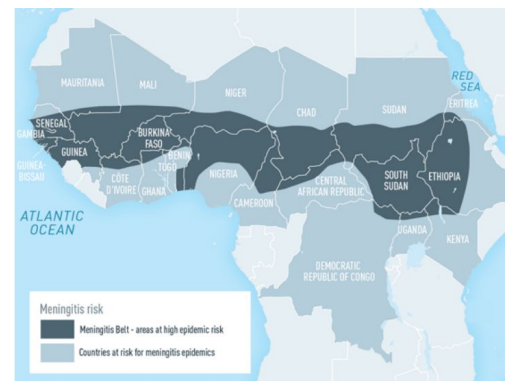 MAURITANIA
MALI
NIGER
CHAD
SUDAN
RED
SEA
ERITREA
SENEGAL
GAMBIA
GUINEA-
BISSAU
GUINEA
BURKINA
FASO
BENIN
TOGO
CÔTE
D'IVOIRE
GHANA
NIGERIA
CAMEROON
CENTRAL
AFRICAN REPUBLIC
SOUTH
SUDAN
ETHIOPIA
UGANDA
KENYA
DEMOCRATIC
REPUBLIC OF CONGO
ATLANTIC
OCEAN
Meningitis risk
Meningitis Belt - areas at high epidemic risk
Countries at risk for meningitis epidemics